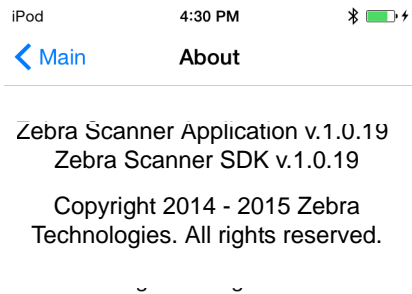 iPod 4:30 PM
Main About
Zebra Scanner Application v.1.0.19
Zebra Scanner SDK v.1.0.19
Copyright 2014 - 2015 Zebra
Technologies. All rights reserved.